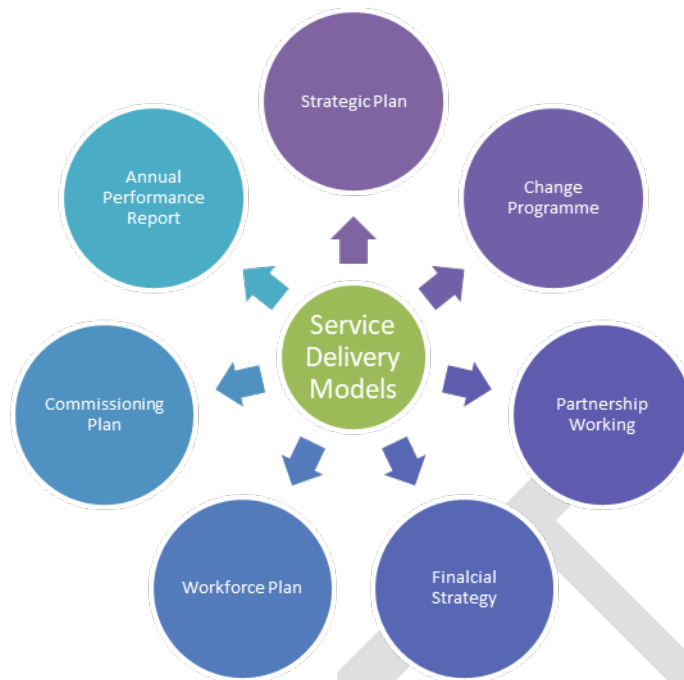 Strategic Plan
Change
Programme
Partnership
Working
Finalcial
Strategy
Workforce Plan
Commissioning
Plan
Annual
Performance
Report
Service
Delivery
Models